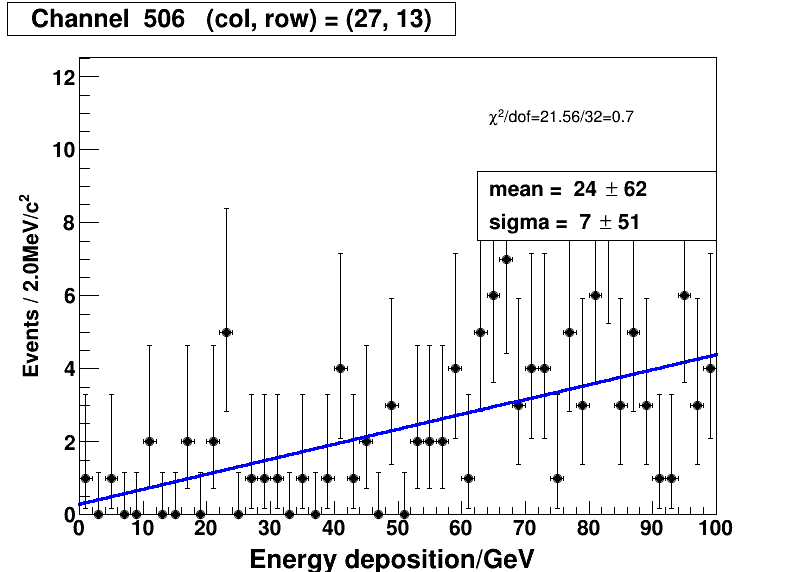 Channel 506 (col, row) = (27, 13)
χ²/dof=21.56/32=0.7
mean = 24 ± 62
sigma = 7 ± 51
Events / 2.0MeV/c²
12
10
8
6
4
2
0
0 10 20 30 40 50 60 70 80 90 100
Energy deposition/GeV